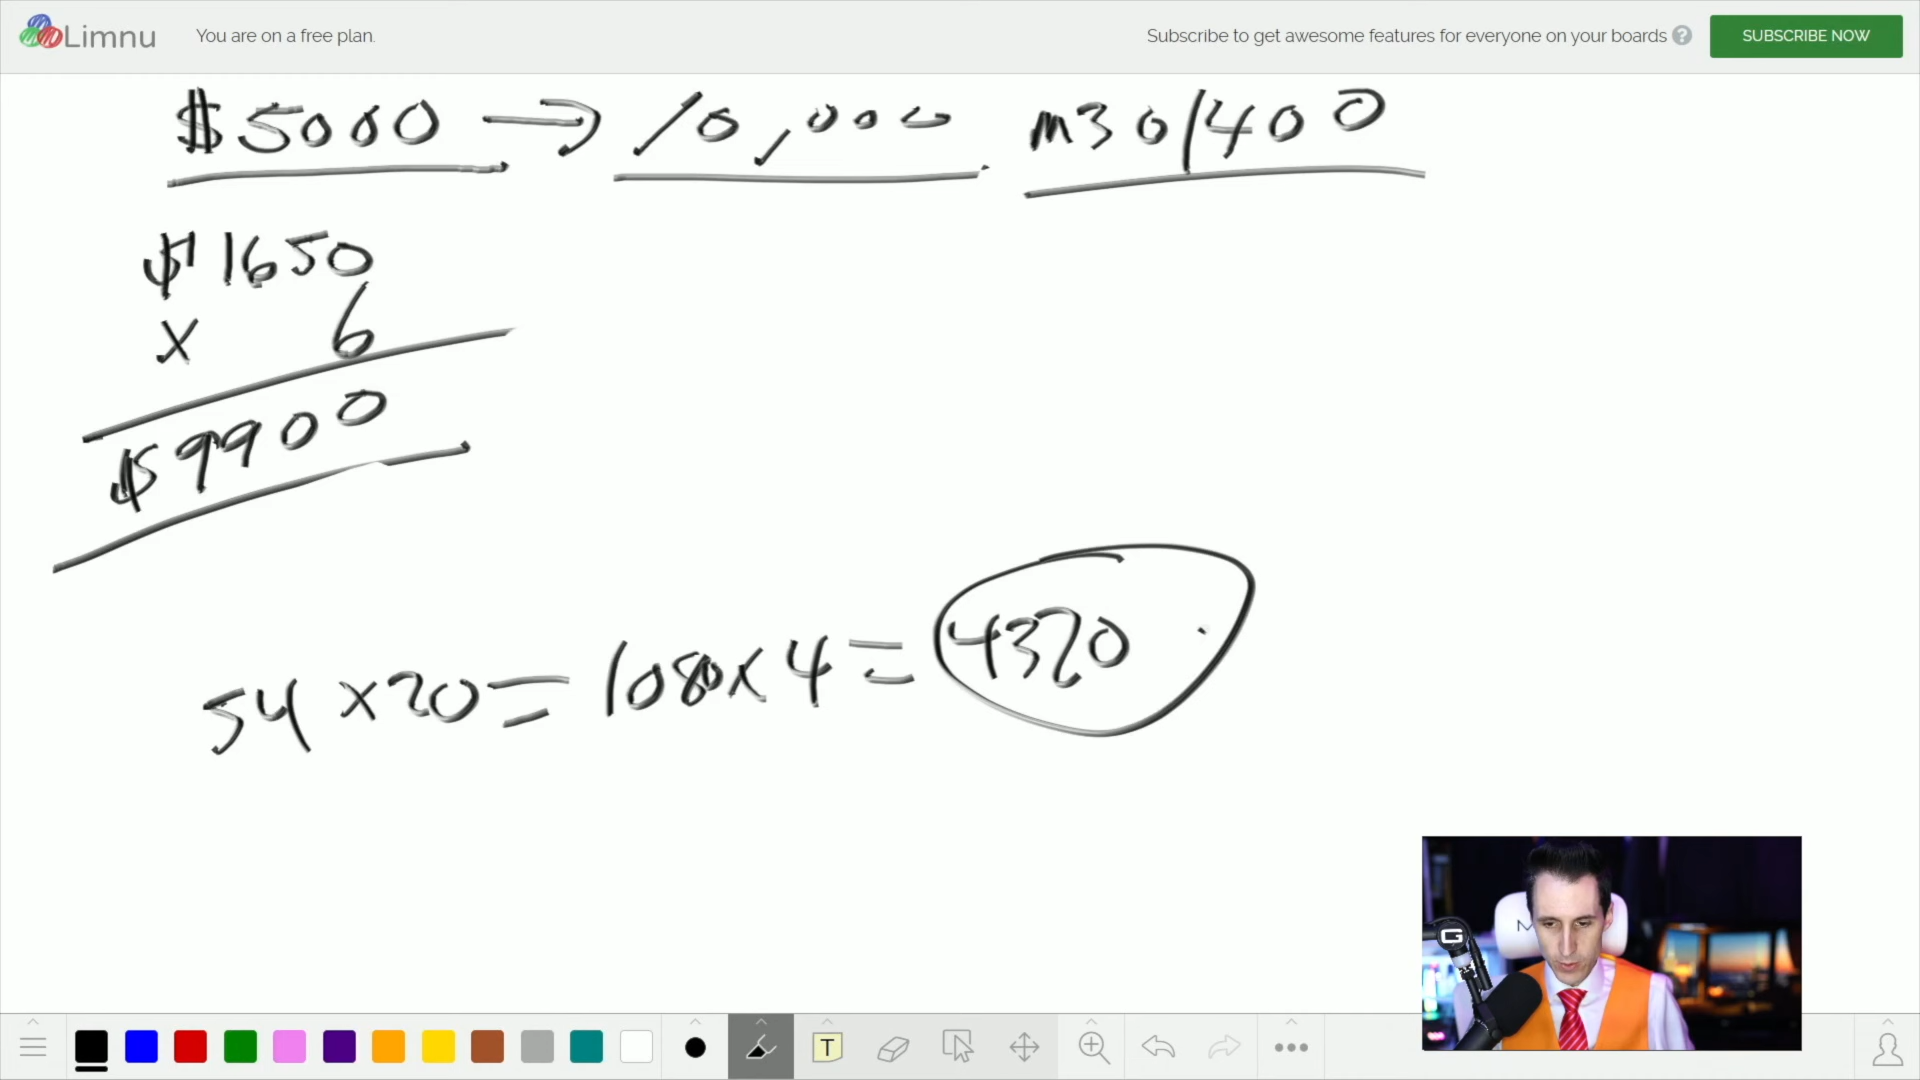 Limnu You are on a free plan. Subscribe to get awesome features for everyone on your boards ? SUBSCRIBE NOW
$5000 → 10,000 m30/400
$1650
x 6
$9900
54 x 20 = 1080 x 4 = 4320
T
G